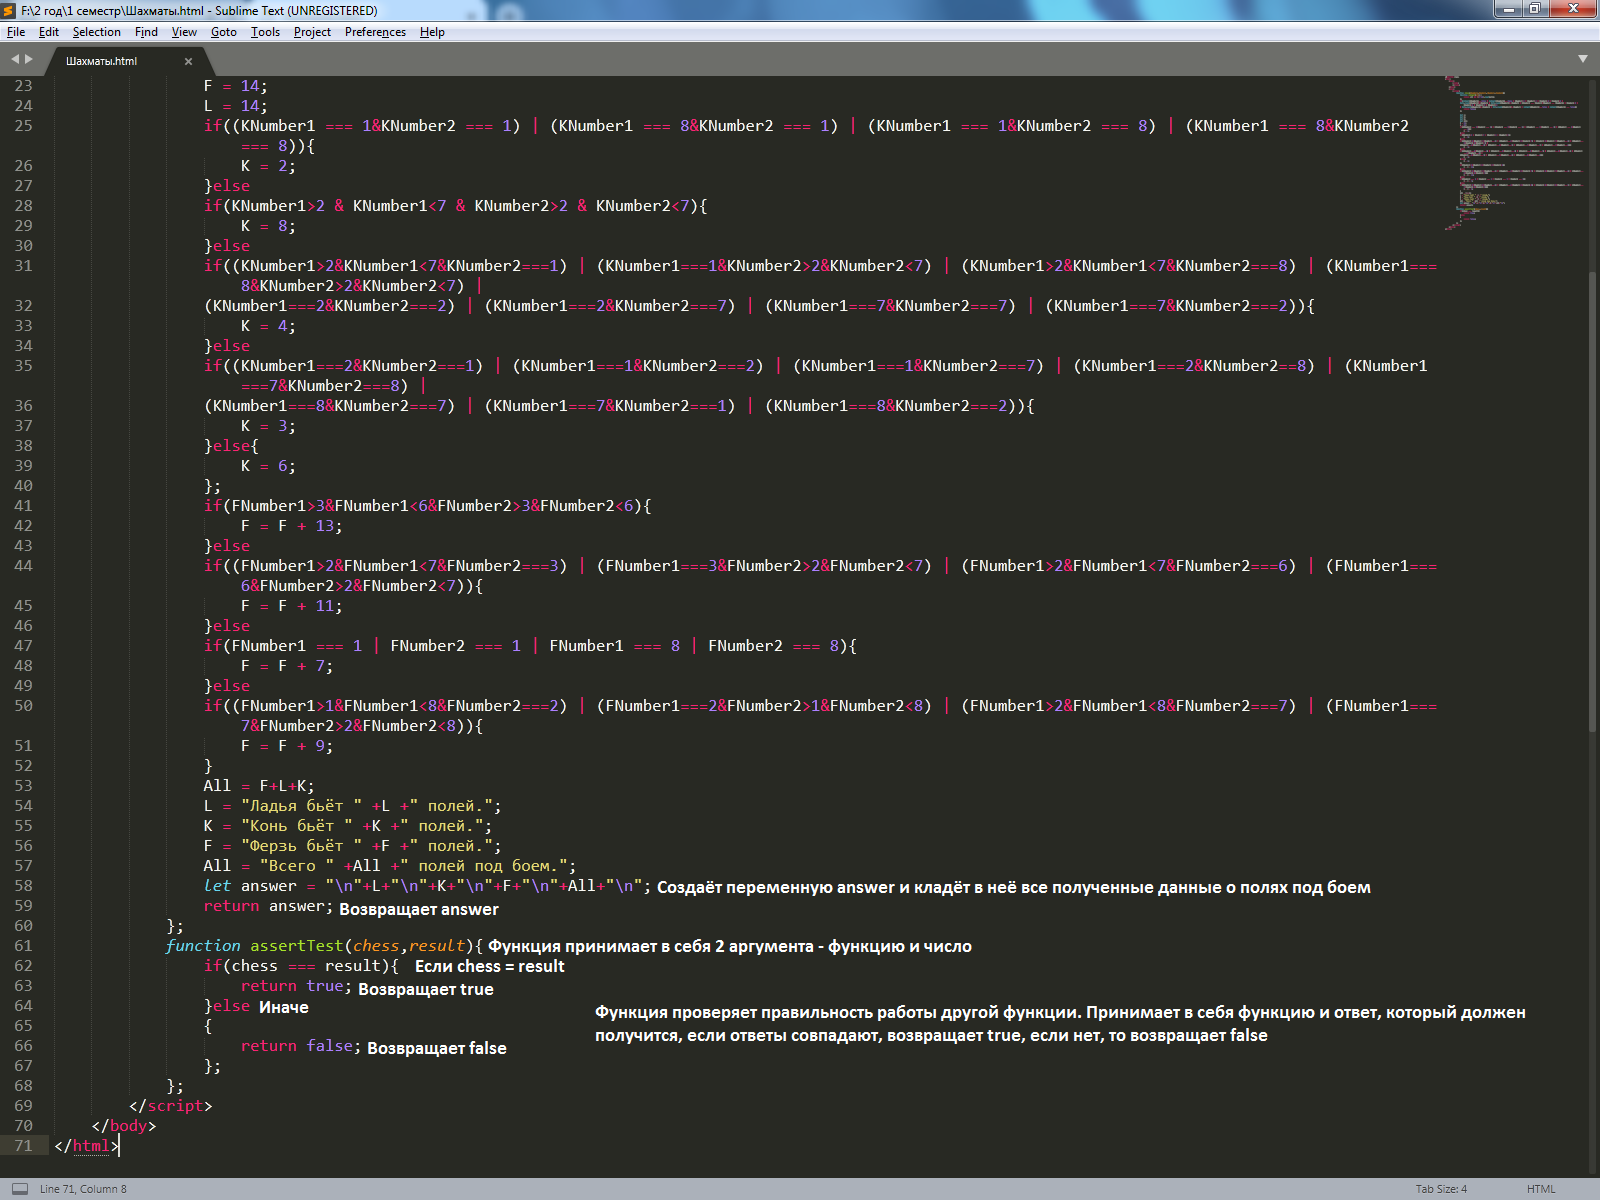 F:\2 год\1 семестр\Шахматы.html - Sublime Text (UNREGISTERED)
File Edit Selection Find View Goto Tools Project Preferences Help
Шахматы.html
23 F = 14;
24 L = 14;
25 if((KNumber1 === 1&KNumber2 === 1) | (KNumber1 === 8&KNumber2 === 1) | (KNumber1 === 1&KNumber2 === 8) | (KNumber1 === 8&KNumber2
=== 8)){
26 K = 2;
27 }else
28 if(KNumber1>2 & KNumber1<7 & KNumber2>2 & KNumber2<7){
29 K = 8;
30 }else
31 if((KNumber1>2&KNumber1<7&KNumber2===1) | (KNumber1===1&KNumber2>2&KNumber2<7) | (KNumber1>2&KNumber1<7&KNumber2===8) | (KNumber1===
8&KNumber2>2&KNumber2<7) |
32 (KNumber1===2&KNumber2===2) | (KNumber1===2&KNumber2===7) | (KNumber1===7&KNumber2===7) | (KNumber1===7&KNumber2===2)){
33 K = 4;
34 }else
35 if((KNumber1===2&KNumber2===1) | (KNumber1===1&KNumber2===2) | (KNumber1===1&KNumber2===7) | (KNumber1===2&KNumber2==8) | (KNumber1
===7&KNumber2===8) |
36 (KNumber1===8&KNumber2===7) | (KNumber1===7&KNumber2===1) | (KNumber1===8&KNumber2===2)){
37 K = 3;
38 }else{
39 K = 6;
40 };
41 if(FNumber1>3&FNumber1<6&FNumber2>3&FNumber2<6){
42 F = F + 13;
43 }else
44 if((FNumber1>2&FNumber1<7&FNumber2===3) | (FNumber1===3&FNumber2>2&FNumber2<7) | (FNumber1>2&FNumber1<7&FNumber2===6) | (FNumber1===
6&FNumber2>2&FNumber2<7)){
45 F = F + 11;
46 }else
47 if(FNumber1 === 1 | FNumber2 === 1 | FNumber1 === 8 | FNumber2 === 8){
48 F = F + 7;
49 }else
50 if((FNumber1>1&FNumber1<8&FNumber2===2) | (FNumber1===2&FNumber2>1&FNumber2<8) | (FNumber1>2&FNumber1<8&FNumber2===7) | (FNumber1===
7&FNumber2>2&FNumber2<8)){
51 F = F + 9;
52 }
53 All = F+L+K;
54 L = "Ладья бьёт " +L +" полей.";
55 K = "Конь бьёт " +K +" полей.";
56 F = "Ферзь бьёт " +F +" полей.";
57 All = "Всего " +All +" полей под боем.";
58 let answer = "\n"+L+"\n"+K+"\n"+F+"\n"+All+"\n"; Создаёт переменную answer и кладёт в неё все полученные данные о полях под боем
59 return answer; Возвращает answer
60 };
61 function assertTest(chess,result){ Функция принимает в себя 2 аргумента - функцию и число
62 if(chess === result){ Если chess = result
63 return true; Возвращает true
64 }else Иначе
65 {
66 return false; Возвращает false
67 };
68 };
Функция проверяет правильность работы другой функции. Принимает в себя функцию и ответ, который должен
получится, если ответы совпадают, возвращает true, если нет, то возвращает false
69 </script>
70 </body>
71 </html>
Line 71, Column 8 Tab Size: 4 HTML